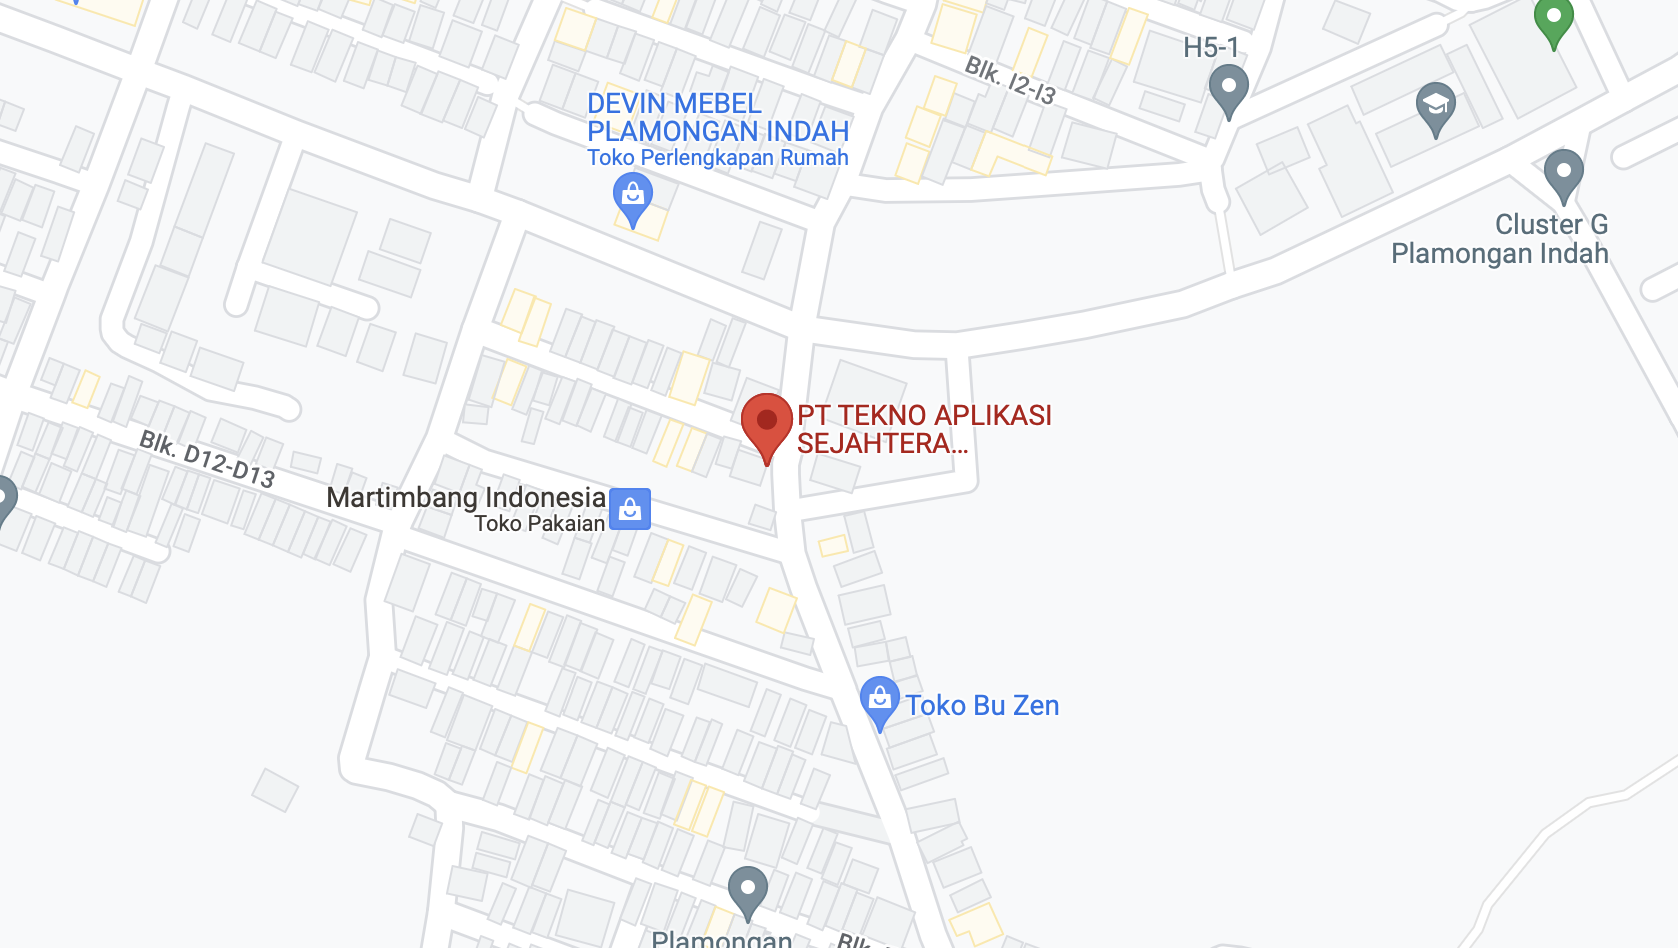 H5-1
Blk. I2-I3
DEVIN MEBEL
PLAMONGAN INDAH
Toko Perlengkapan Rumah
Cluster G
Plamongan Indah
PT TEKNO APLIKASI
SEJAHTERA...
Blk. D12-D13
Martimbang Indonesia
Toko Pakaian
Toko Bu Zen
Plamongan
Blk.